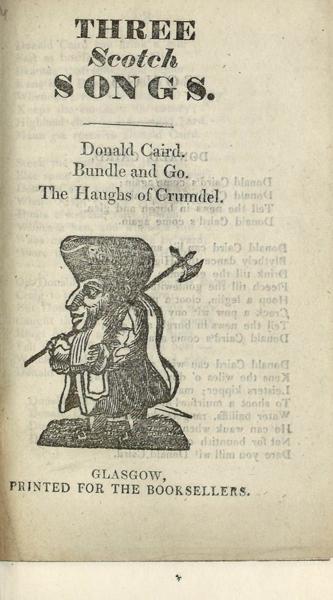 THREE
Scotch
SONGS.
Donald Caird.
Bundle and Go.
The Haughs of Crumdel.
GLASGOW,
PRINTED FOR THE BOOKSELLERS.